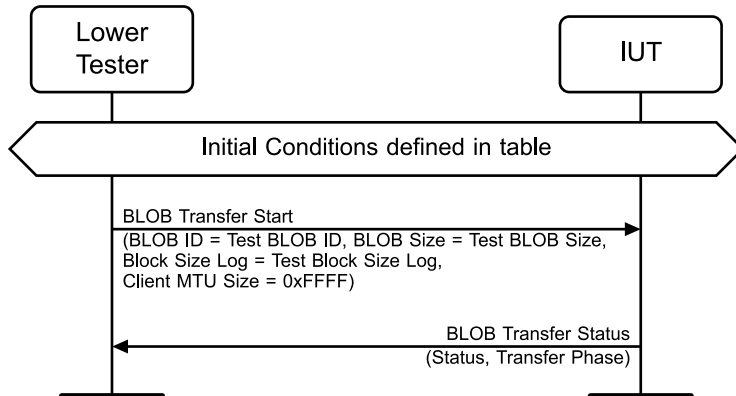 Lower
Tester
IUT
Initial Conditions defined in table
BLOB Transfer Start
(BLOB ID = Test BLOB ID, BLOB Size = Test BLOB Size,
Block Size Log = Test Block Size Log,
Client MTU Size = 0xFFFF)
BLOB Transfer Status
(Status, Transfer Phase)